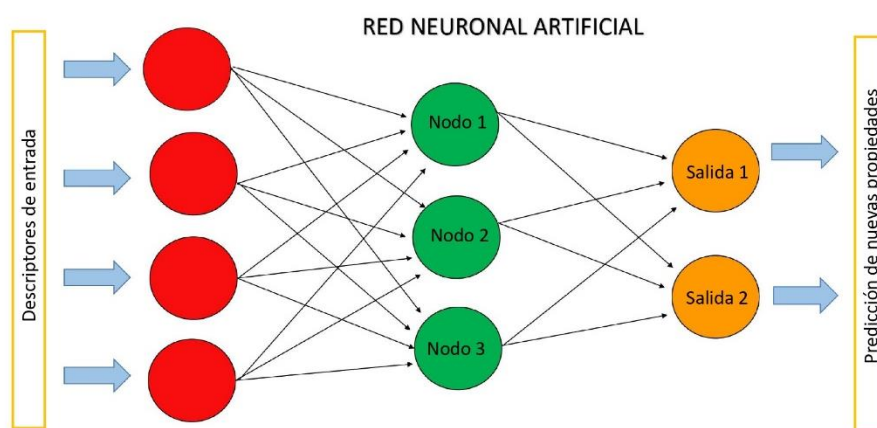 RED NEURONAL ARTIFICIAL
Descriptores de entrada
Nodo 1
Nodo 2
Nodo 3
Salida 1
Salida 2
Predicción de nuevas propiedades